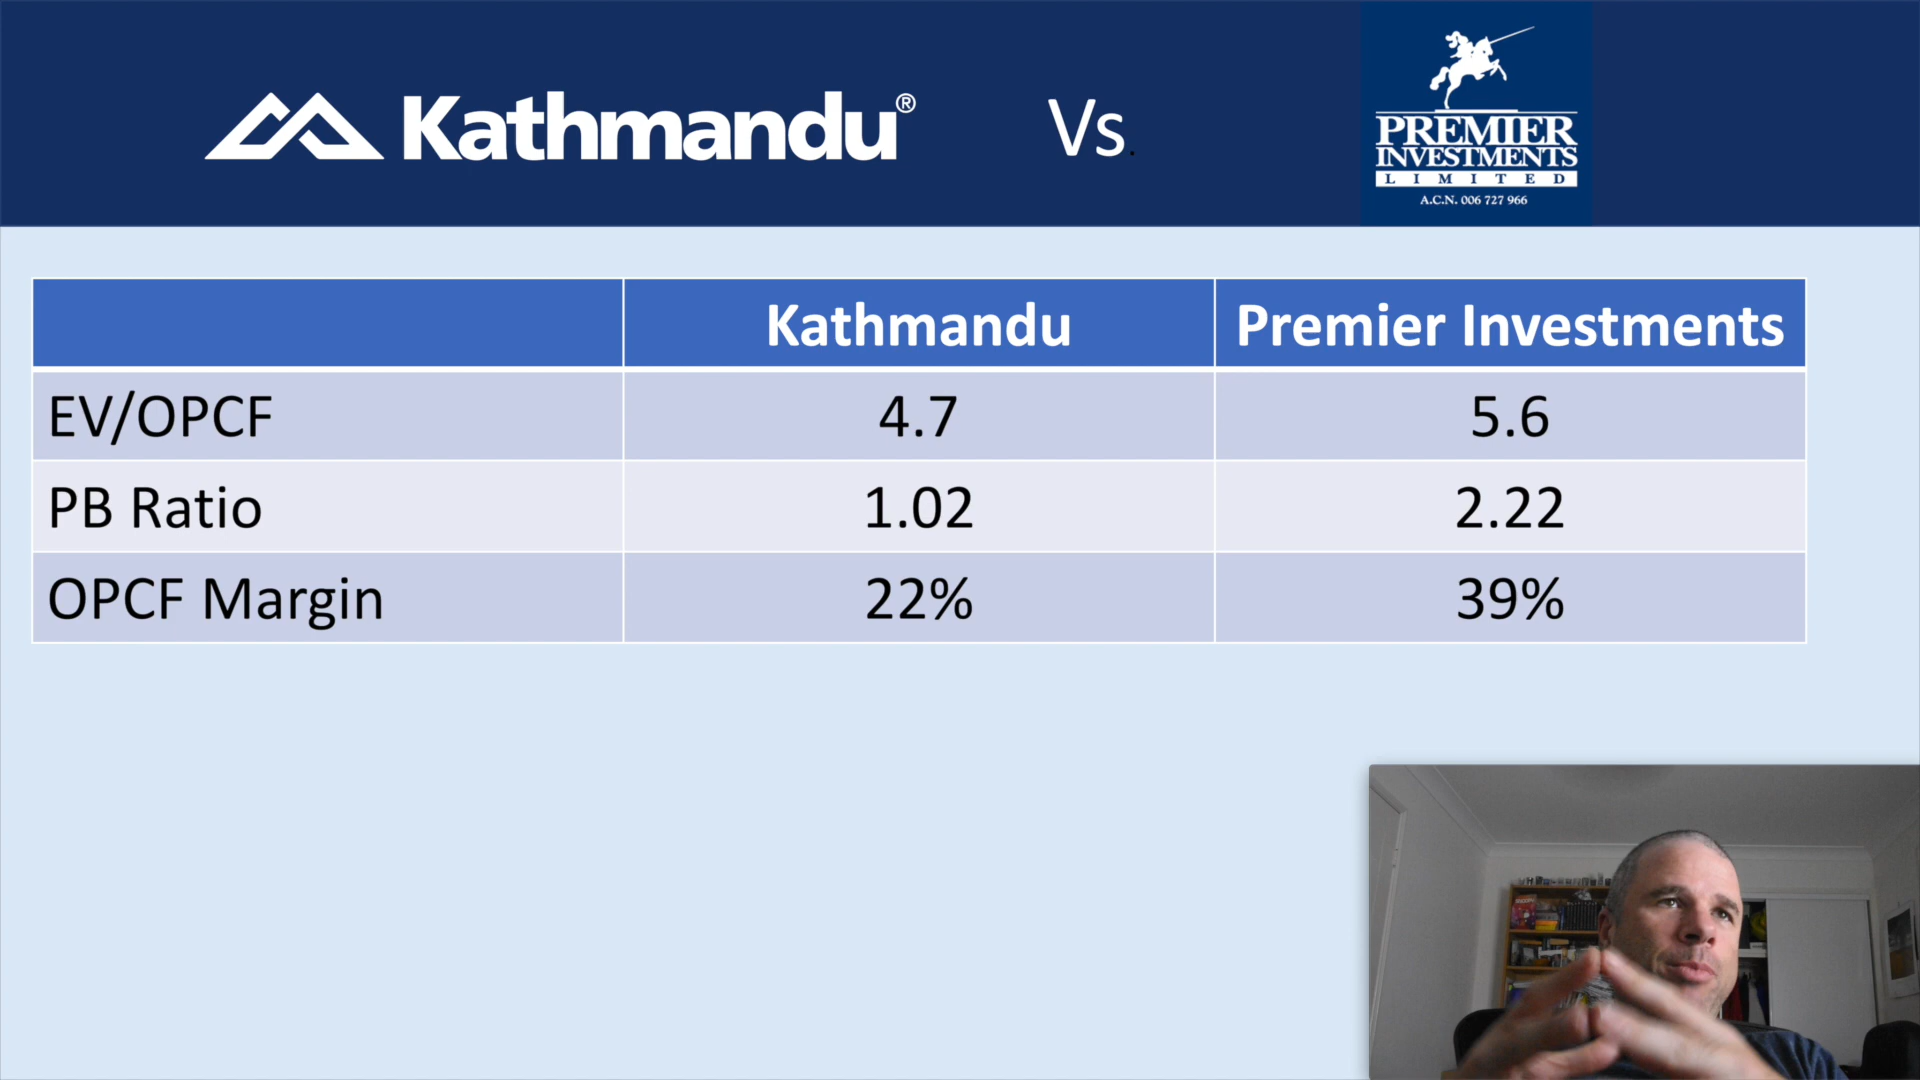 Kathmandu®
Vs.
PREMIER
INVESTMENTS
LIMITED
A.C.N. 006 727 966
Kathmandu Premier Investments
EV/OPCF 4.7 5.6
PB Ratio 1.02 2.22
OPCF Margin 22% 39%